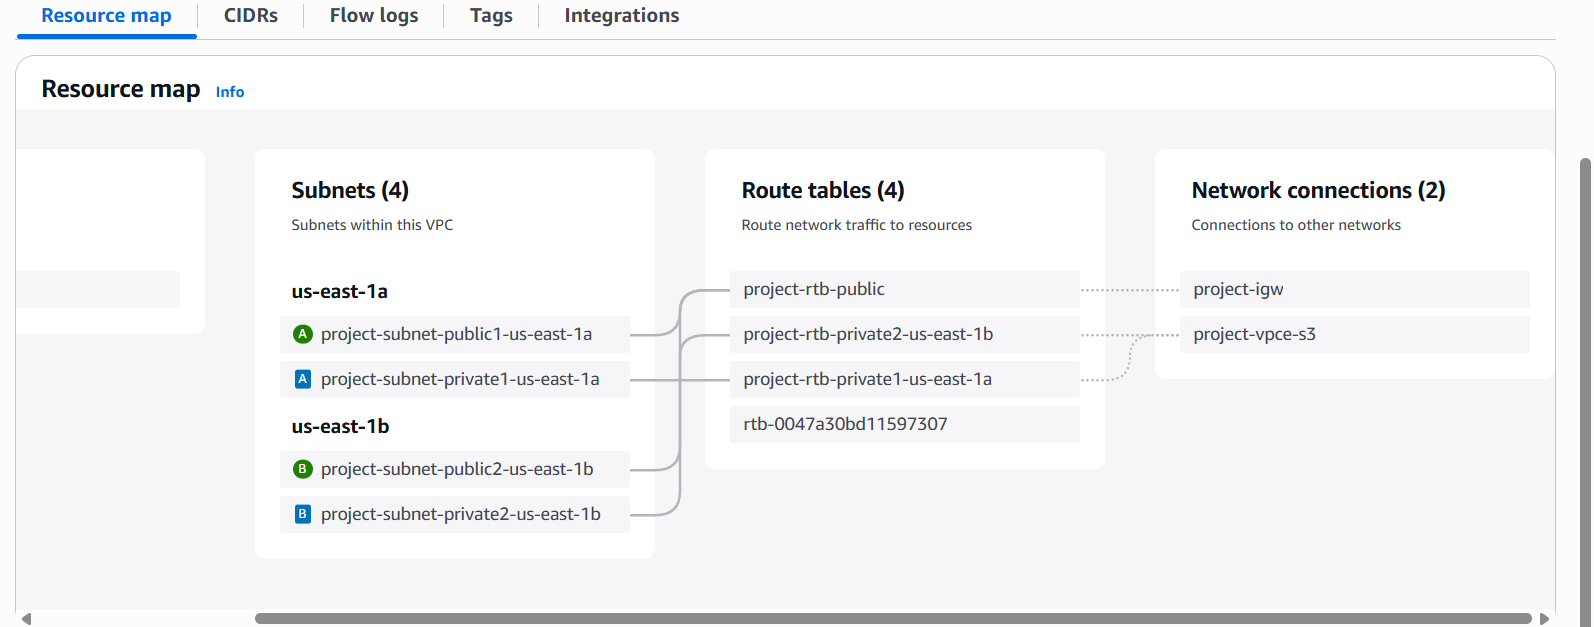 Resource map
CIDRs
Flow logs
Tags
Integrations
Resource map Info
Subnets (4)
Subnets within this VPC
us-east-1a
A project-subnet-public1-us-east-1a
A project-subnet-private1-us-east-1a
us-east-1b
B project-subnet-public2-us-east-1b
B project-subnet-private2-us-east-1b
Route tables (4)
Route network traffic to resources
project-rtb-public
project-rtb-private2-us-east-1b
project-rtb-private1-us-east-1a
rtb-0047a30bd11597307
Network connections (2)
Connections to other networks
project-igw
project-vpce-s3